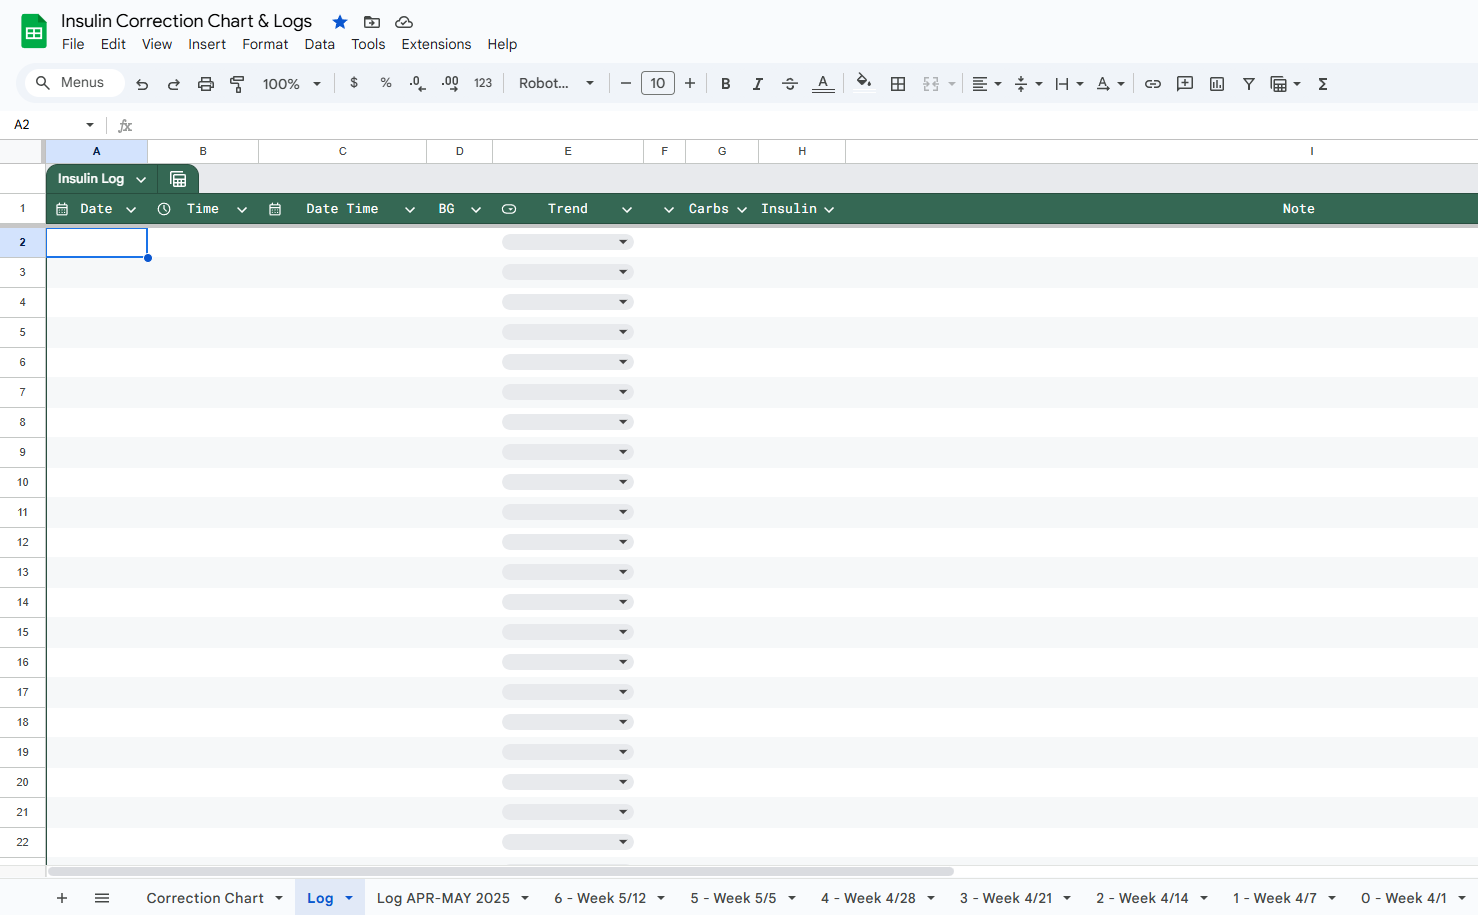 Insulin Correction Chart & Logs
File Edit View Insert Format Data Tools Extensions Help
Menus 100% $ % .0 .00 123 Robot... − 10 + B I S A Σ
A2 fx
A B C D E F G H I
Insulin Log
1 Date Time Date Time BG Trend Carbs Insulin Note
2
3
4
5
6
7
8
9
10
11
12
13
14
15
16
17
18
19
20
21
22
+ Correction Chart Log Log APR-MAY 2025 6 - Week 5/12 5 - Week 5/5 4 - Week 4/28 3 - Week 4/21 2 - Week 4/14 1 - Week 4/7 0 - Week 4/1